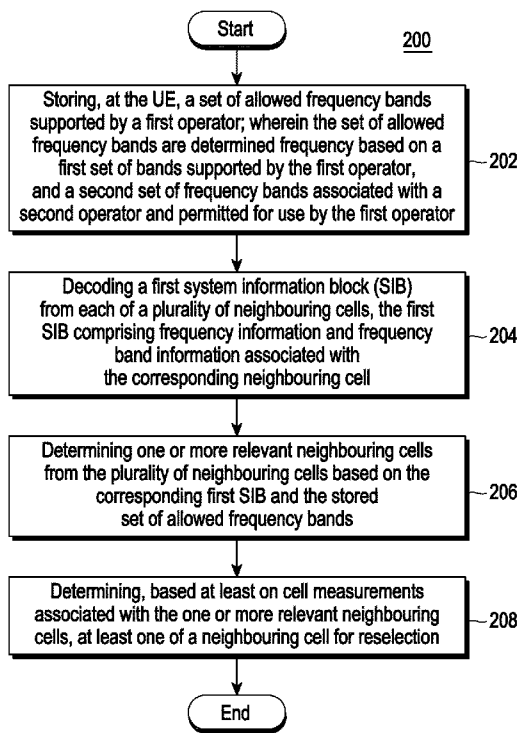 Start
200
Storing, at the UE, a set of allowed frequency bands
supported by a first operator; wherein the set of allowed
frequency bands are determined frequency based on a
first set of bands supported by the first operator,
and a second set of frequency bands associated with a
second operator and permitted for use by the first operator
202
Decoding a first system information block (SIB)
from each of a plurality of neighbouring cells, the first
SIB comprising frequency information and frequency
band information associated with
the corresponding neighbouring cell
204
Determining one or more relevant neighbouring cells
from the plurality of neighbouring cells based on the
corresponding first SIB and the stored
set of allowed frequency bands
206
Determining, based at least on cell measurements
associated with the one or more relevant neighbouring
cells, at least one of a neighbouring cell for reselection
208
End